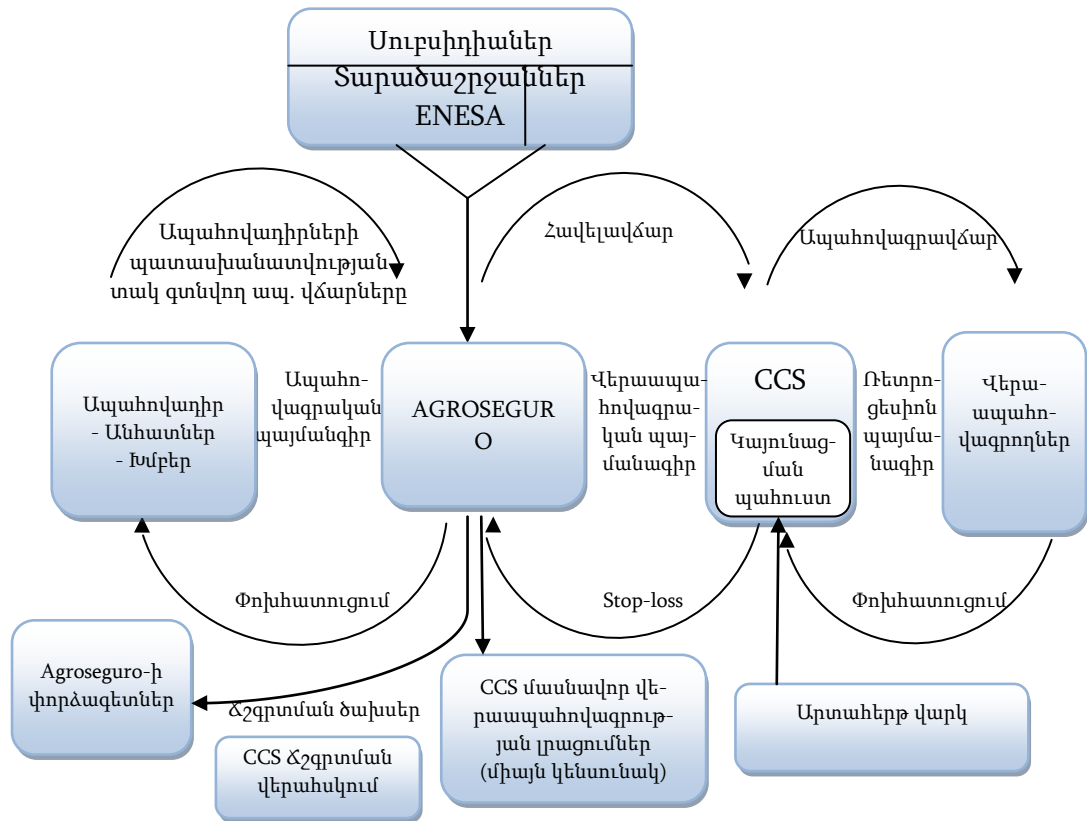 Սուբսիդիաներ
Տարածաշրջաններ
ENESA
Ապահովադիրների
պատասխանատվության
տակ գտնվող ապ. վճարները
Հավելավճար
Ապահովագրավճար
Ապահովադիր
- Անհատներ
- Խմբեր
Ապահո-
վագրական
պայմանգիր
AGROSEGUR
O
Վերաապա-
հովագրա-
կան պայ-
մանագիր
CCS
Կայունաց-
ման
պահուստ
Ռետրո-
ցեսիոն
պայմա-
նագիր
Վերա-
ապահո-
վագրողներ
Փոխհատուցում
Stop-loss
Փոխհատուցում
Agroseguro-ի
փորձագետներ
Ճշգրտման ծախսեր
CCS Ճշգրտման
վերահսկում
CCS մասնավոր վե-
րաապահովագրութ-
յան լրացումներ
(միայն կենսունակ)
Արտահերթ վարկ